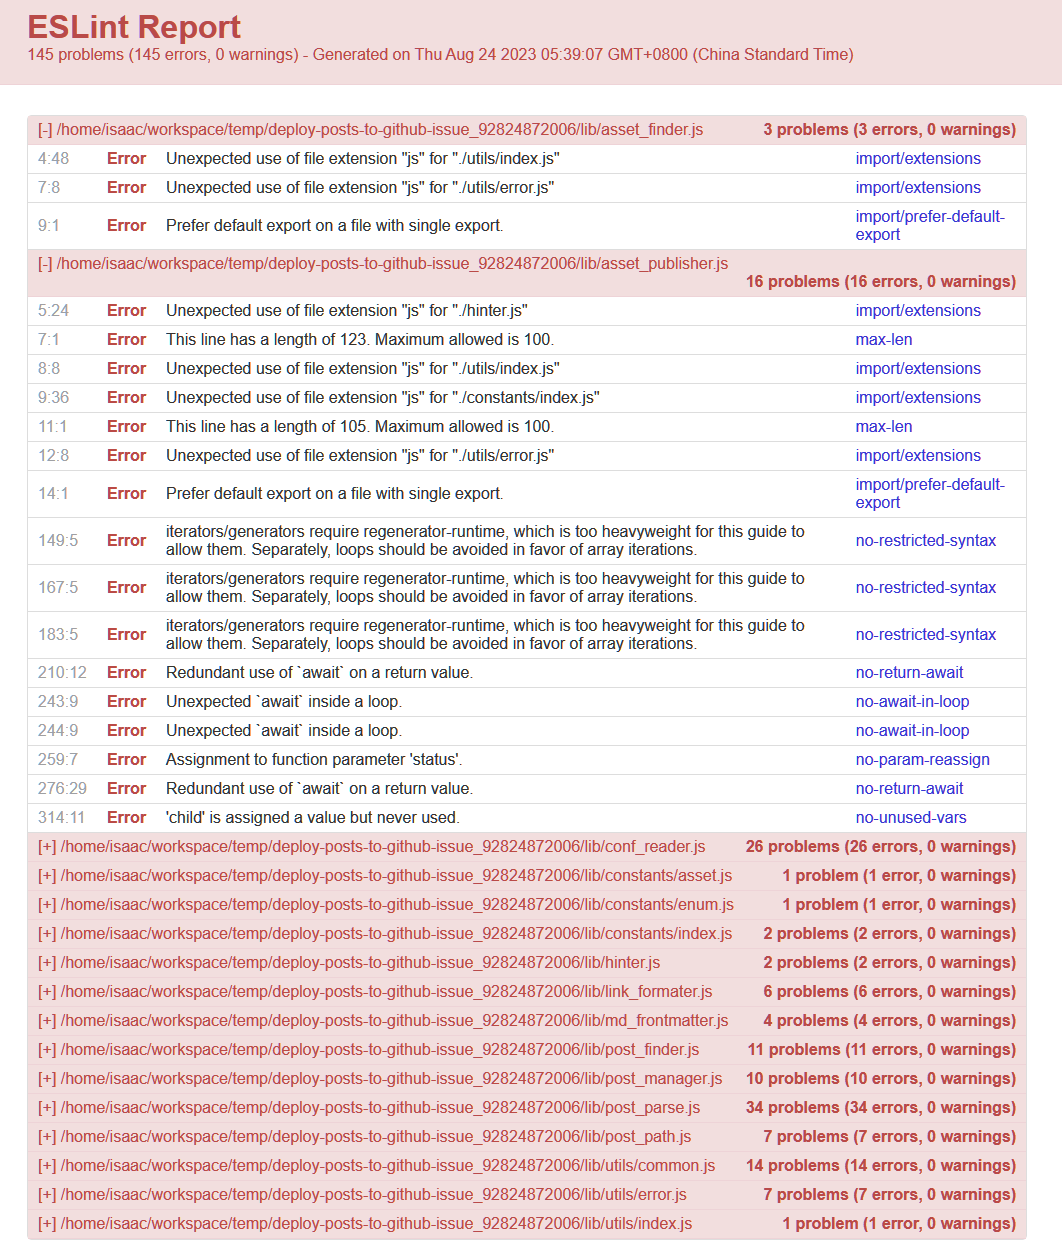 ESLint Report
145 problems (145 errors, 0 warnings) - Generated on Thu Aug 24 2023 05:39:07 GMT+0800 (China Standard Time)
[-] /home/isaac/workspace/temp/deploy-posts-to-github-issue_92824872006/lib/asset_finder.js 3 problems (3 errors, 0 warnings)
4:48 Error Unexpected use of file extension "js" for "./utils/index.js" import/extensions
7:8 Error Unexpected use of file extension "js" for "./utils/error.js" import/extensions
9:1 Error Prefer default export on a file with single export. import/prefer-default-
export
[-] /home/isaac/workspace/temp/deploy-posts-to-github-issue_92824872006/lib/asset_publisher.js
16 problems (16 errors, 0 warnings)
5:24 Error Unexpected use of file extension "js" for "./hinter.js" import/extensions
7:1 Error This line has a length of 123. Maximum allowed is 100. max-len
8:8 Error Unexpected use of file extension "js" for "./utils/index.js" import/extensions
9:36 Error Unexpected use of file extension "js" for "./constants/index.js" import/extensions
11:1 Error This line has a length of 105. Maximum allowed is 100. max-len
12:8 Error Unexpected use of file extension "js" for "./utils/error.js" import/extensions
14:1 Error Prefer default export on a file with single export. import/prefer-default-
export
149:5 Error iterators/generators require regenerator-runtime, which is too heavyweight for this guide to
allow them. Separately, loops should be avoided in favor of array iterations. no-restricted-syntax
167:5 Error iterators/generators require regenerator-runtime, which is too heavyweight for this guide to
allow them. Separately, loops should be avoided in favor of array iterations. no-restricted-syntax
183:5 Error iterators/generators require regenerator-runtime, which is too heavyweight for this guide to
allow them. Separately, loops should be avoided in favor of array iterations. no-restricted-syntax
210:12 Error Redundant use of `await` on a return value. no-return-await
243:9 Error Unexpected `await` inside a loop. no-await-in-loop
244:9 Error Unexpected `await` inside a loop. no-await-in-loop
259:7 Error Assignment to function parameter 'status'. no-param-reassign
276:29 Error Redundant use of `await` on a return value. no-return-await
314:11 Error 'child' is assigned a value but never used. no-unused-vars
[+] /home/isaac/workspace/temp/deploy-posts-to-github-issue_92824872006/lib/conf_reader.js 26 problems (26 errors, 0 warnings)
[+] /home/isaac/workspace/temp/deploy-posts-to-github-issue_92824872006/lib/constants/asset.js 1 problem (1 error, 0 warnings)
[+] /home/isaac/workspace/temp/deploy-posts-to-github-issue_92824872006/lib/constants/enum.js 1 problem (1 error, 0 warnings)
[+] /home/isaac/workspace/temp/deploy-posts-to-github-issue_92824872006/lib/constants/index.js 2 problems (2 errors, 0 warnings)
[+] /home/isaac/workspace/temp/deploy-posts-to-github-issue_92824872006/lib/hinter.js 2 problems (2 errors, 0 warnings)
[+] /home/isaac/workspace/temp/deploy-posts-to-github-issue_92824872006/lib/link_formater.js 6 problems (6 errors, 0 warnings)
[+] /home/isaac/workspace/temp/deploy-posts-to-github-issue_92824872006/lib/md_frontmatter.js 4 problems (4 errors, 0 warnings)
[+] /home/isaac/workspace/temp/deploy-posts-to-github-issue_92824872006/lib/post_finder.js 11 problems (11 errors, 0 warnings)
[+] /home/isaac/workspace/temp/deploy-posts-to-github-issue_92824872006/lib/post_manager.js 10 problems (10 errors, 0 warnings)
[+] /home/isaac/workspace/temp/deploy-posts-to-github-issue_92824872006/lib/post_parse.js 34 problems (34 errors, 0 warnings)
[+] /home/isaac/workspace/temp/deploy-posts-to-github-issue_92824872006/lib/post_path.js 7 problems (7 errors, 0 warnings)
[+] /home/isaac/workspace/temp/deploy-posts-to-github-issue_92824872006/lib/utils/common.js 14 problems (14 errors, 0 warnings)
[+] /home/isaac/workspace/temp/deploy-posts-to-github-issue_92824872006/lib/utils/error.js 7 problems (7 errors, 0 warnings)
[+] /home/isaac/workspace/temp/deploy-posts-to-github-issue_92824872006/lib/utils/index.js 1 problem (1 error, 0 warnings)